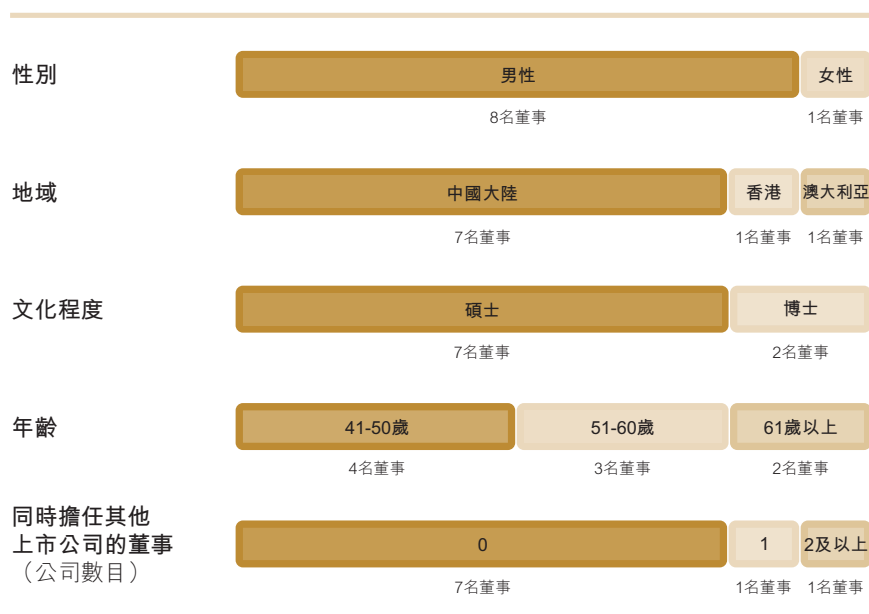 性別
男性
女性
8名董事
1名董事
地域
中國大陸
香港
澳大利亞
7名董事
1名董事
1名董事
文化程度
碩士
博士
7名董事
2名董事
年齡
41-50歲
51-60歲
61歲以上
4名董事
3名董事
2名董事
同時擔任其他
上市公司的董事
（公司數目）
0
1
2及以上
7名董事
1名董事
1名董事